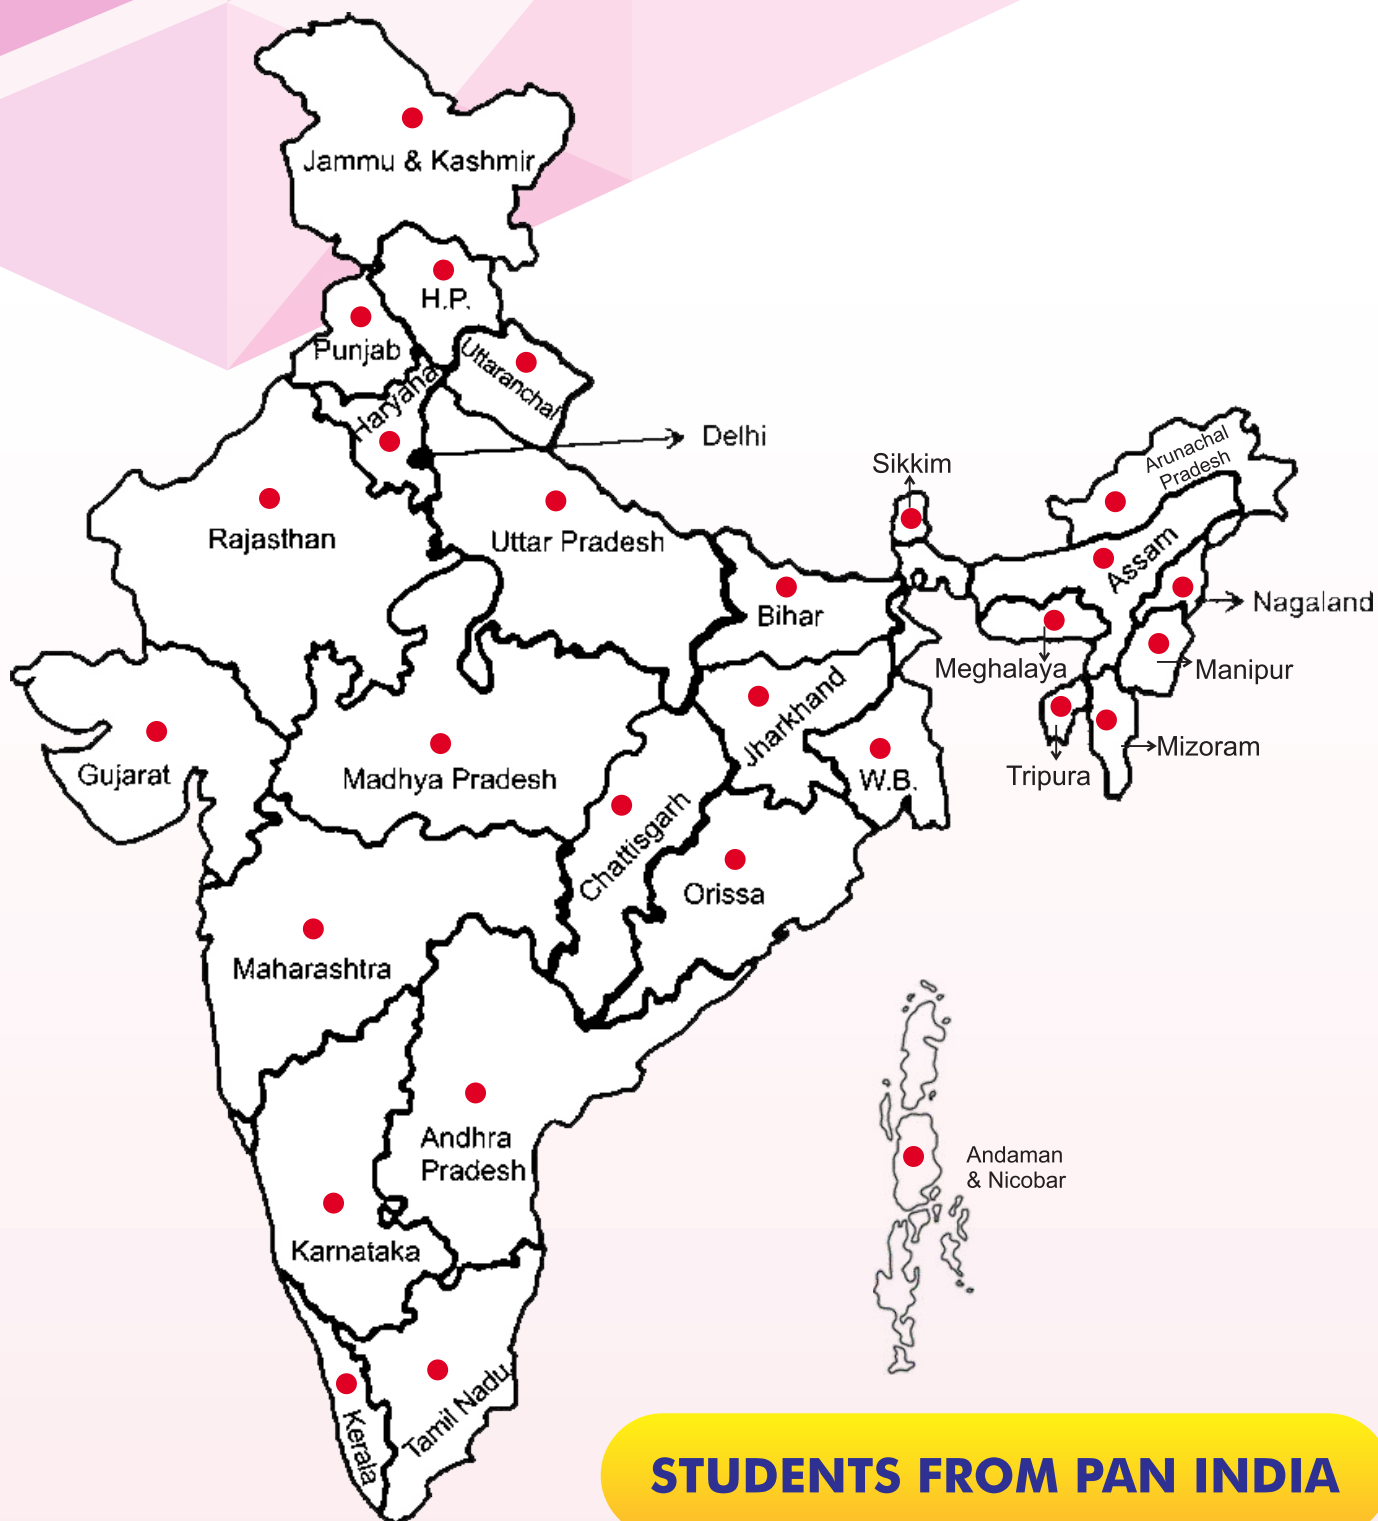 Jammu & Kashmir
H.P.
Punjab
Uttaranchal
Haryana
Delhi
Sikkim
Arunachal
Pradesh
Rajasthan
Uttar Pradesh
Assam
Bihar
Nagaland
Meghalaya
Manipur
Jharkhand
Mizoram
Gujarat
Madhya Pradesh
W.B.
Tripura
Chattisgarh
Orissa
Maharashtra
Andhra
Pradesh
Andaman
& Nicobar
Karnataka
Tamil Nadu
Kerala
STUDENTS FROM PAN INDIA